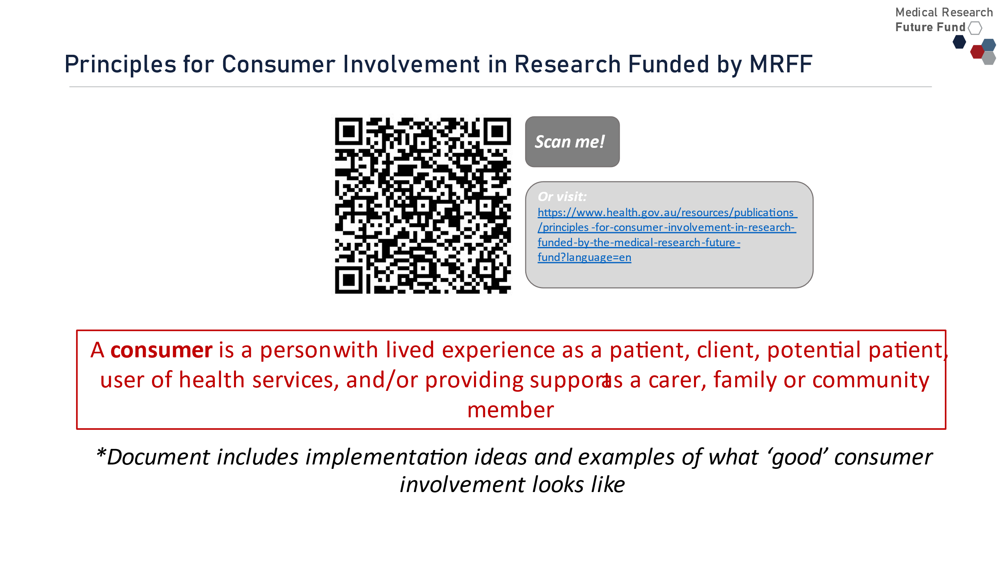 Medical Research
Future Fund
Principles for Consumer Involvement in Research Funded by MRFF
Scan me!
Or visit:
https://www.health.gov.au/resources/publications
/principles-for-consumer-involvement-in-research-
funded-by-the-medical-research-future-
fund?language=en
A consumer is a person with lived experience as a patient, client, potential patient,
user of health services, and/or providing support as a carer, family or community
member
*Document includes implementation ideas and examples of what ‘good’ consumer
involvement looks like